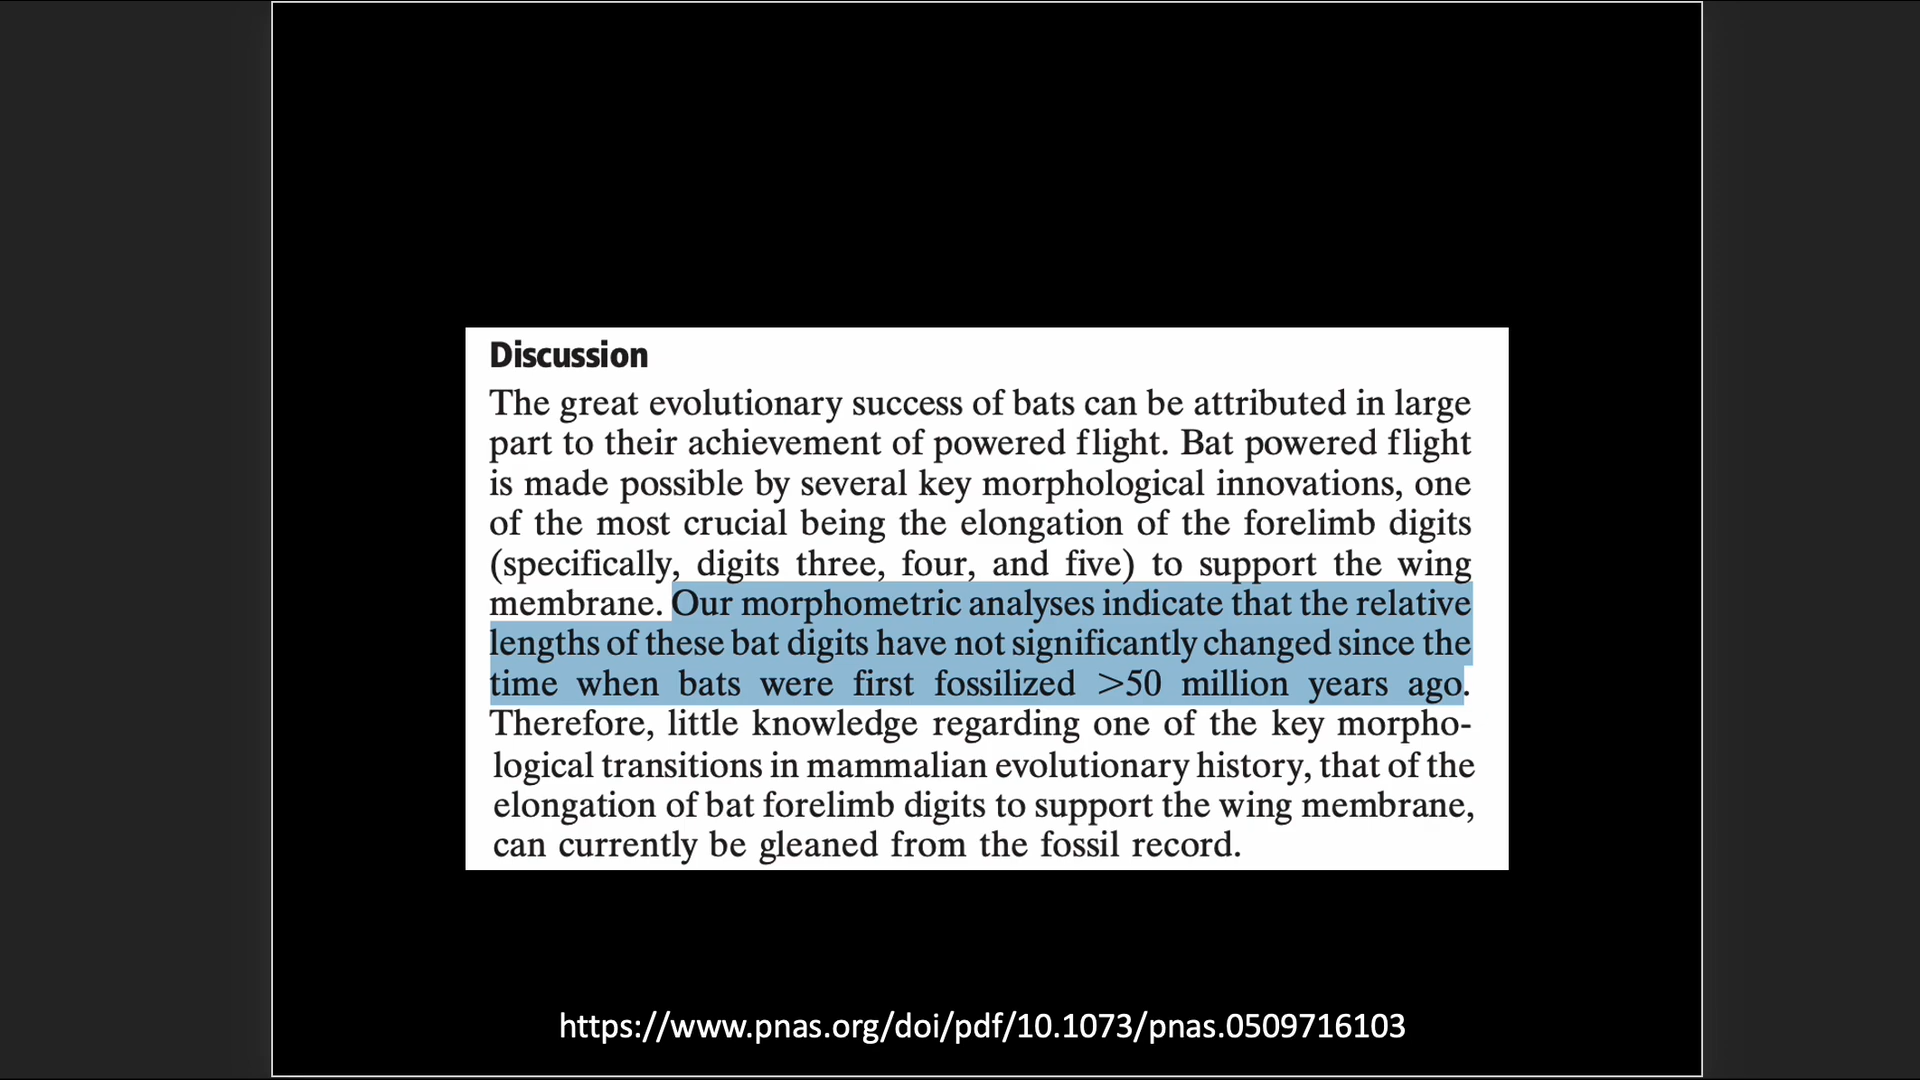 Discussion
The great evolutionary success of bats can be attributed in large
part to their achievement of powered flight. Bat powered flight
is made possible by several key morphological innovations, one
of the most crucial being the elongation of the forelimb digits
(specifically, digits three, four, and five) to support the wing
membrane. Our morphometric analyses indicate that the relative
lengths of these bat digits have not significantly changed since the
time when bats were first fossilized >50 million years ago.
Therefore, little knowledge regarding one of the key morpho-
logical transitions in mammalian evolutionary history, that of the
elongation of bat forelimb digits to support the wing membrane,
can currently be gleaned from the fossil record.
https://www.pnas.org/doi/pdf/10.1073/pnas.0509716103